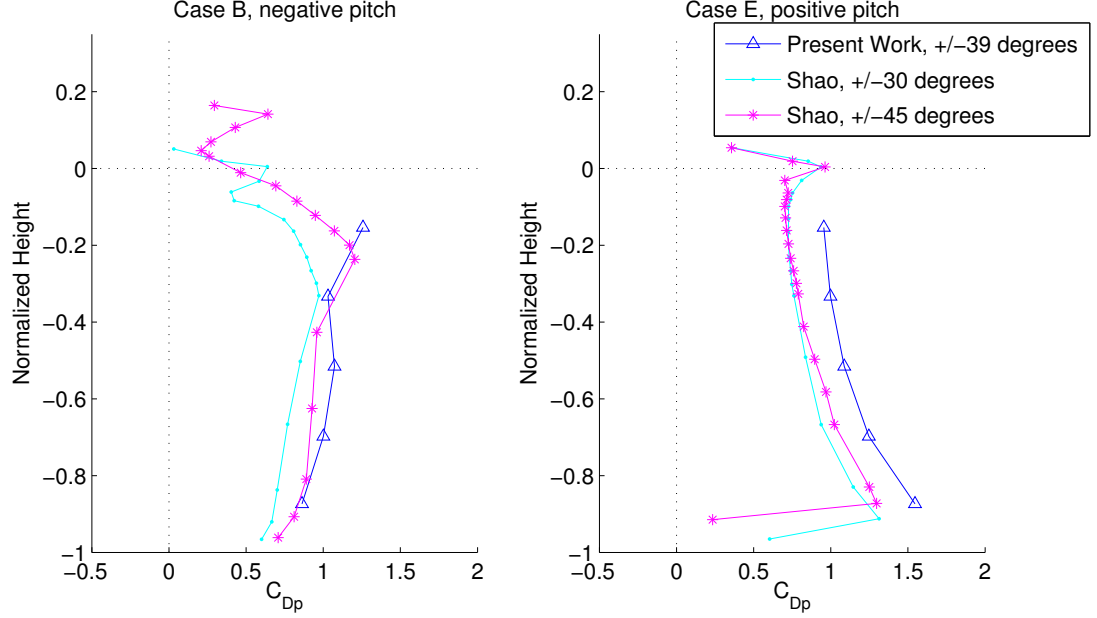 Case B, negative pitch
0.2
0
−0.2
−0.4
−0.6
−0.8
−1
Normalized Height
−0.5 0 0.5 1 1.5 2
C_Dp
Case E, positive pitch
Present Work, +/−39 degrees
Shao, +/−30 degrees
Shao, +/−45 degrees
0.2
0
−0.2
−0.4
−0.6
−0.8
−1
Normalized Height
−0.5 0 0.5 1 1.5 2
C_Dp